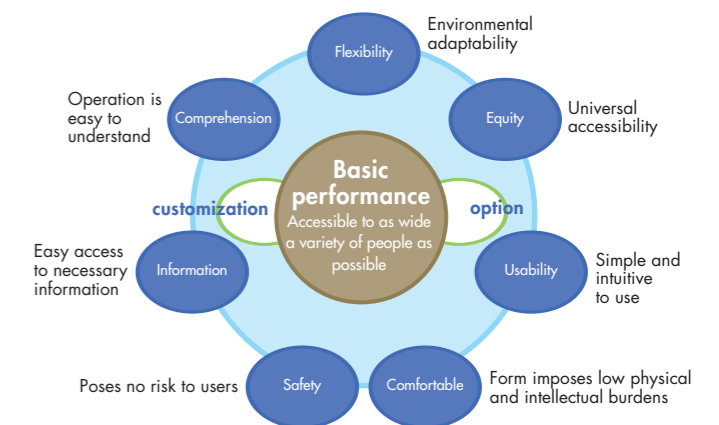 Flexibility
Environmental
adaptability
Equity
Universal
accessibility
Usability
Simple and
intuitive
to use
Comfortable
Form imposes low physical
and intellectual burdens
Safety
Poses no risk to users
Information
Easy access
to necessary
information
Comprehension
Operation is
easy to
understand
customization
Basic
performance
Accessible to as wide
a variety of people as
possible
option